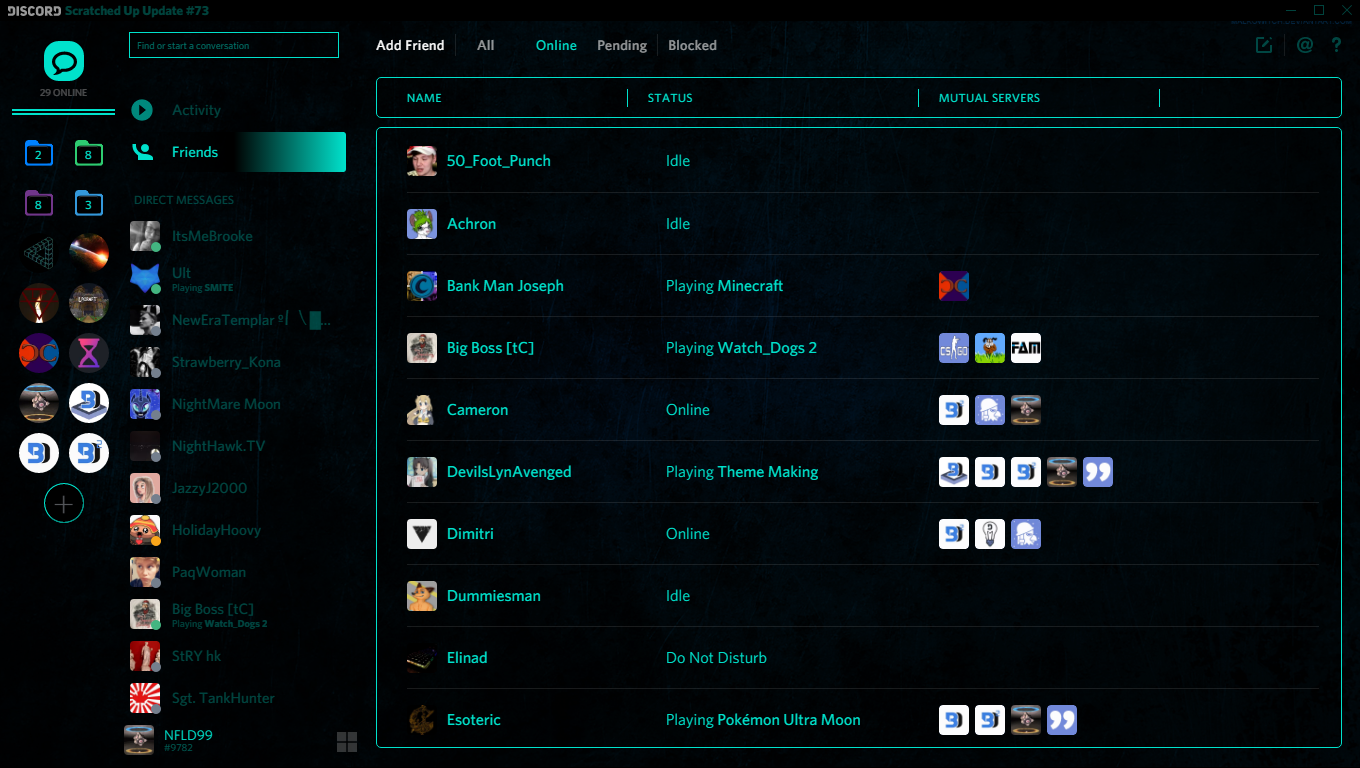 DISCORD Scratched Up Update #73
Find or start a conversation
Add Friend All Online Pending Blocked
29 ONLINE
Activity
Friends
2
8
8
3
DIRECT MESSAGES
ItsMeBrooke
Ult
Playing SMITE
NewEraTemplar
Strawberry_Kona
NightMare Moon
NightHawk.TV
JazzyJ2000
HolidayHoovy
PaqWoman
Big Boss [tC]
Playing Watch_Dogs 2
StRY hk
Sgt. TankHunter
NFLD99
#9782
NAME STATUS MUTUAL SERVERS
50_Foot_Punch Idle
Achron Idle
Bank Man Joseph Playing Minecraft
Big Boss [tC] Playing Watch_Dogs 2 CS GO FAM
Cameron Online
DevilsLynAvenged Playing Theme Making
Dimitri Online
Dummiesman Idle
Elinad Do Not Disturb
Esoteric Playing Pokémon Ultra Moon